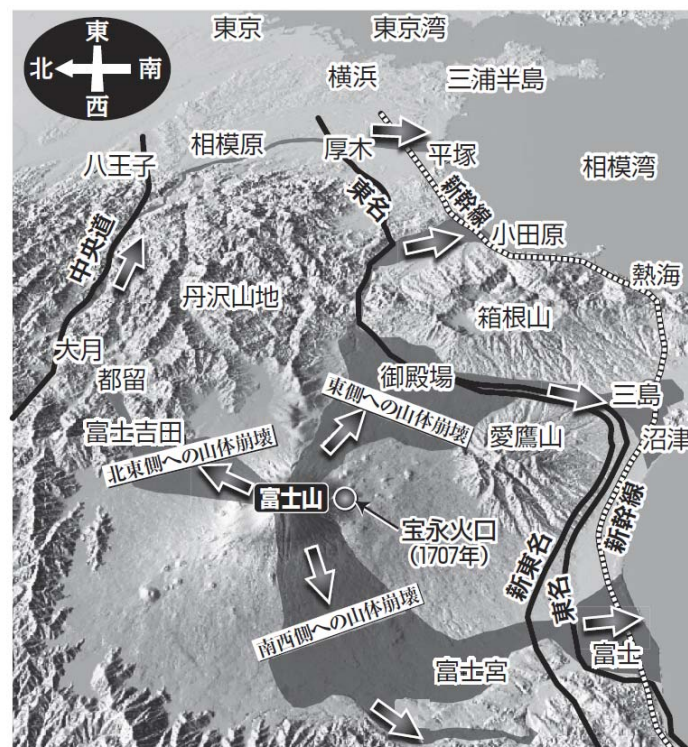 東
北
南
西
東京
東京湾
横浜
三浦半島
相模原
厚木
平塚
八王子
相模湾
東名
新幹線
小田原
中央道
熱海
丹沢山地
箱根山
大月
都留
御殿場
三島
東側への山体崩壊
富士吉田
愛鷹山
沼津
北東側への山体崩壊
富士山
宝永火口
(1707年)
新幹線
新東名
東名
南西側への山体崩壊
富士宮
富士